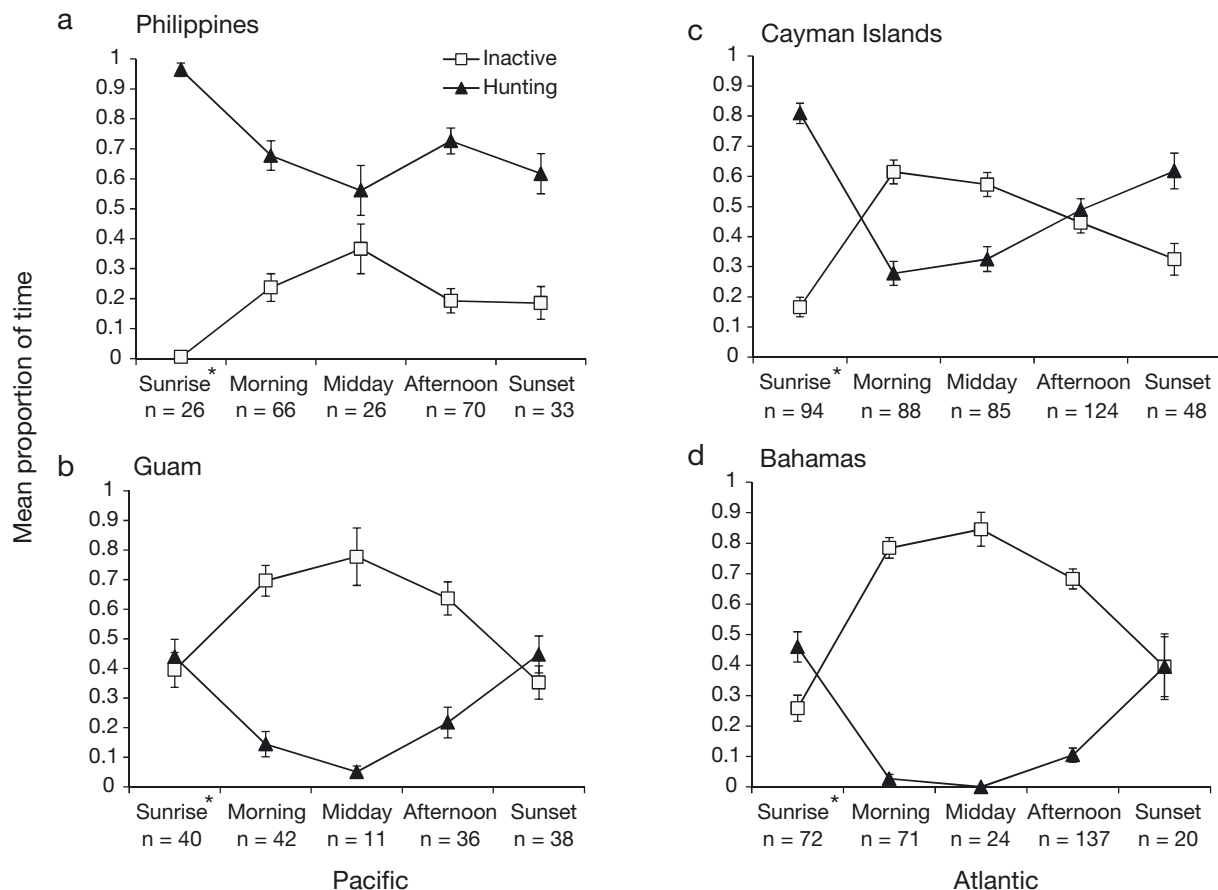 a Philippines
Inactive
Hunting
1
0.9
0.8
0.7
0.6
0.5
0.4
0.3
0.2
0.1
0
Sunrise* Morning Midday Afternoon Sunset
n = 26 n = 66 n = 26 n = 70 n = 33
c Cayman Islands
1
0.9
0.8
0.7
0.6
0.5
0.4
0.3
0.2
0.1
0
Sunrise* Morning Midday Afternoon Sunset
n = 94 n = 88 n = 85 n = 124 n = 48
Mean proportion of time
b Guam
1
0.9
0.8
0.7
0.6
0.5
0.4
0.3
0.2
0.1
0
Sunrise* Morning Midday Afternoon Sunset
n = 40 n = 42 n = 11 n = 36 n = 38
Pacific
d Bahamas
1
0.9
0.8
0.7
0.6
0.5
0.4
0.3
0.2
0.1
0
Sunrise* Morning Midday Afternoon Sunset
n = 72 n = 71 n = 24 n = 137 n = 20
Atlantic